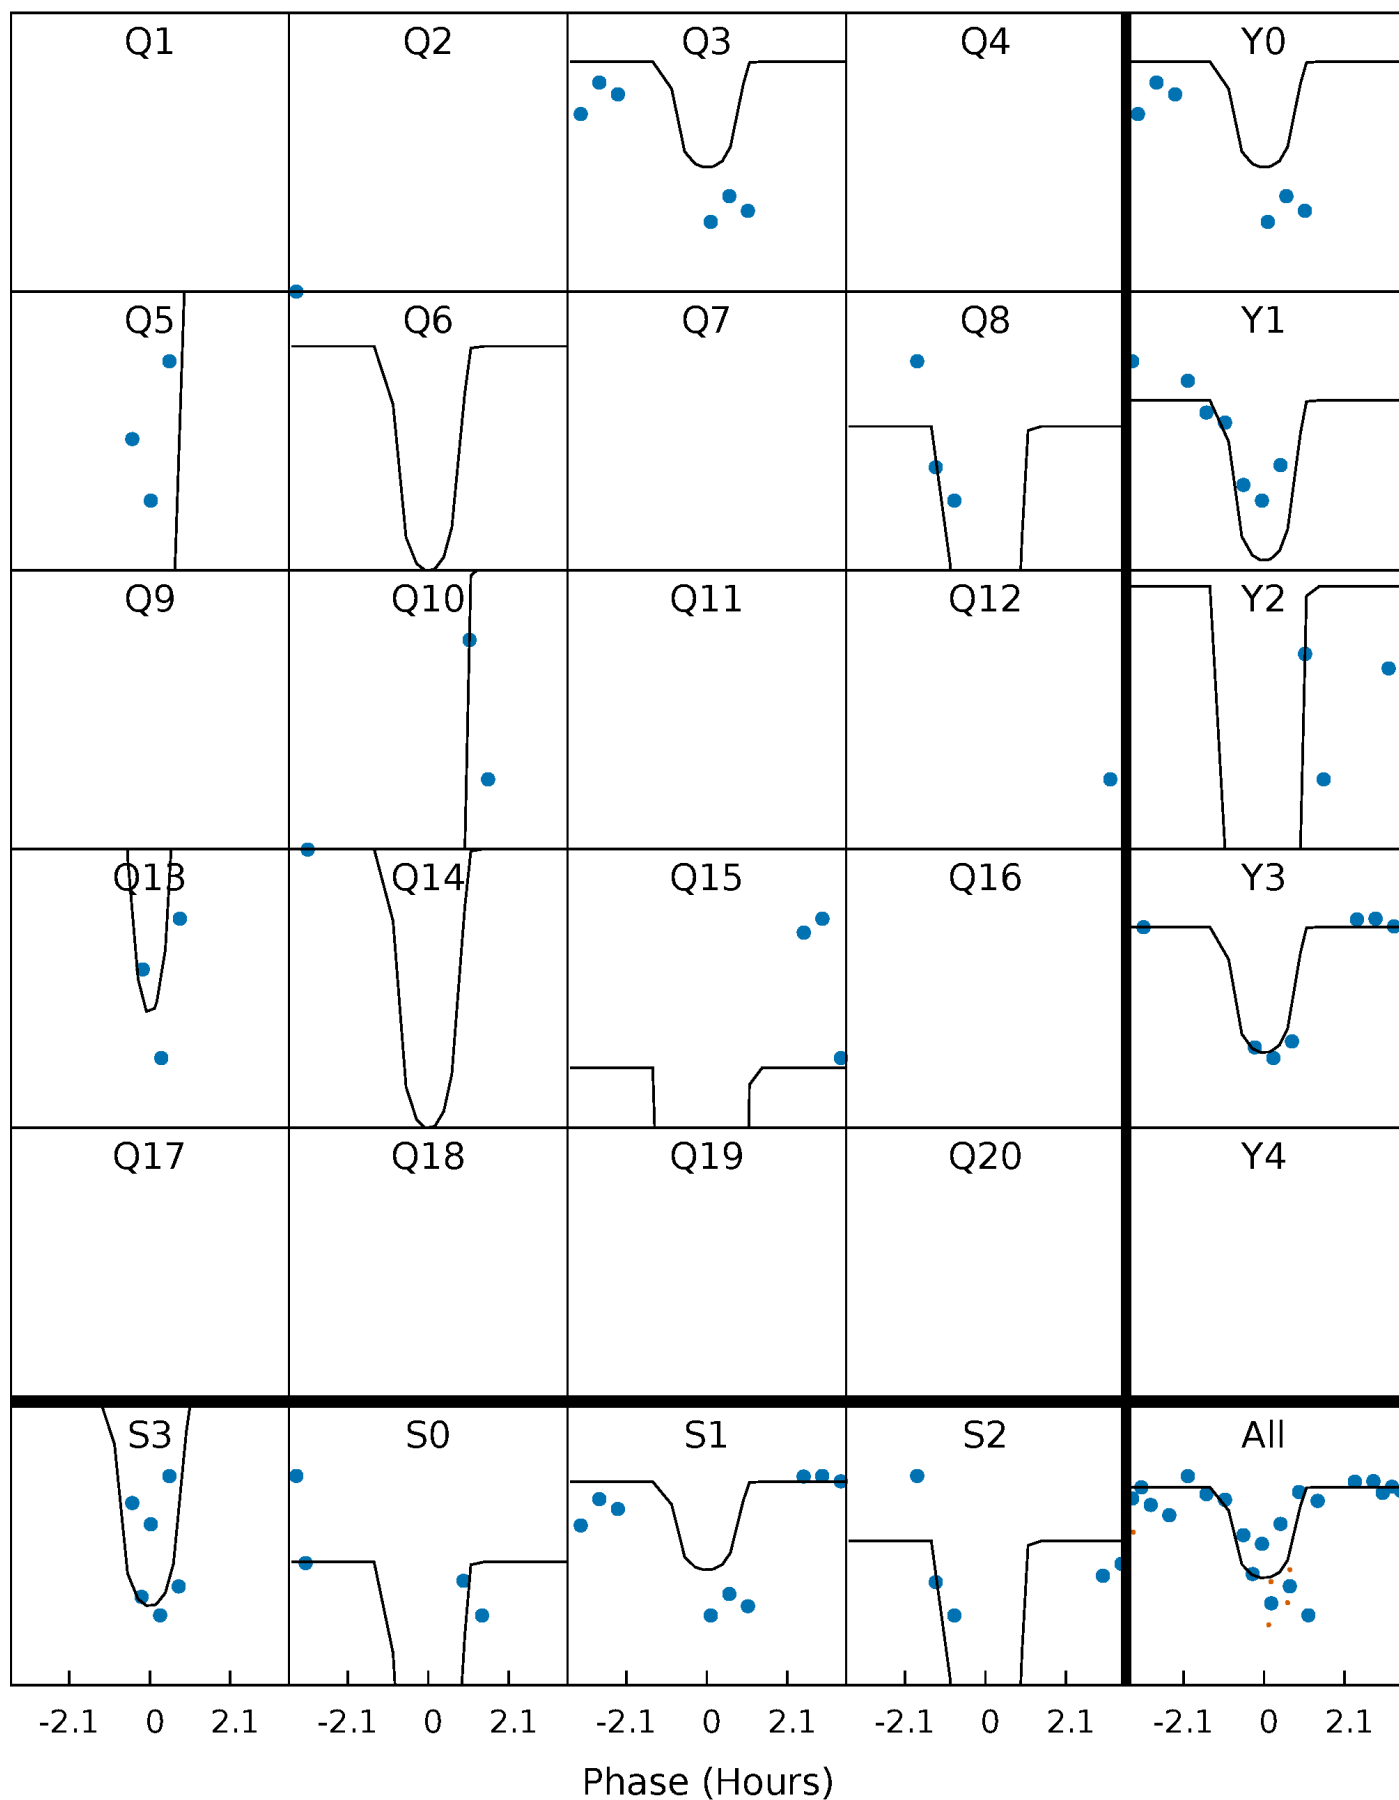 Q1 Q2 Q3 Q4 Y0
Q5 Q6 Q7 Q8 Y1
Q9 Q10 Q11 Q12 Y2
Q13 Q14 Q15 Q16 Y3
Q17 Q18 Q19 Q20 Y4
S3 S0 S1 S2 All
-2.1 0 2.1 -2.1 0 2.1 -2.1 0 2.1 -2.1 0 2.1 -2.1 0 2.1
Phase (Hours)